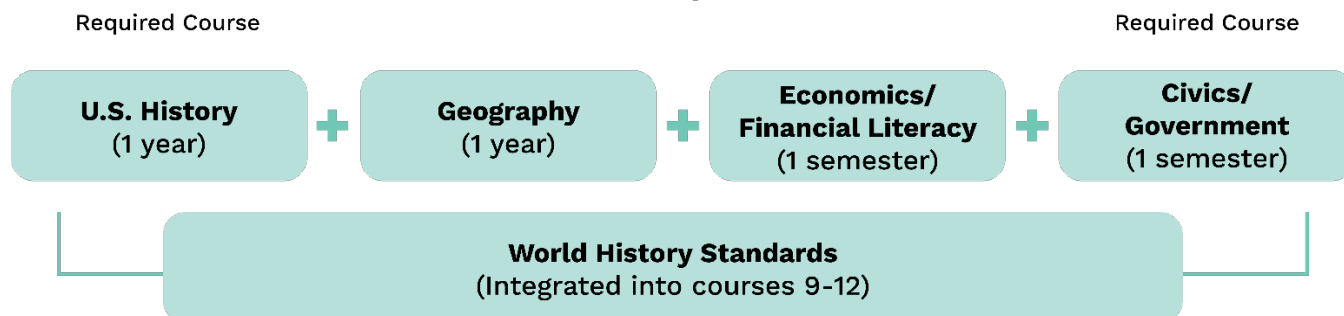 Required Course
Required Course
U.S. History
(1 year)
Geography
(1 year)
Economics/
Financial Literacy
(1 semester)
Civics/
Government
(1 semester)
World History Standards
(Integrated into courses 9-12)